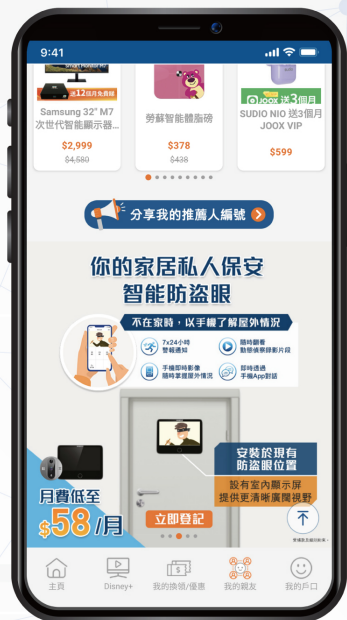 9:41
送12個月免費睇
JOOX 送3個月
Samsung 32" M7
次世代智能顯示器...
勞蘇智能體脂磅
SUDIO NIO 送3個月
JOOX VIP
$2,999
$378
$599
$4,580
$438
分享我的推薦人編號
你的家居私人保安
智能防盜眼
不在家時，以手機了解屋外情況
7x24小時
警報通知
隨時翻看
動態偵察錄影片段
手機即時影像
隨時掌握屋外情況
即時透過
手機App對話
安裝於現有
防盜眼位置
設有室內顯示屏
提供更清晰廣闊視野
月費低至
$58/月
立即登記
主頁
Disney+
我的換領/優惠
我的親友
我的戶口